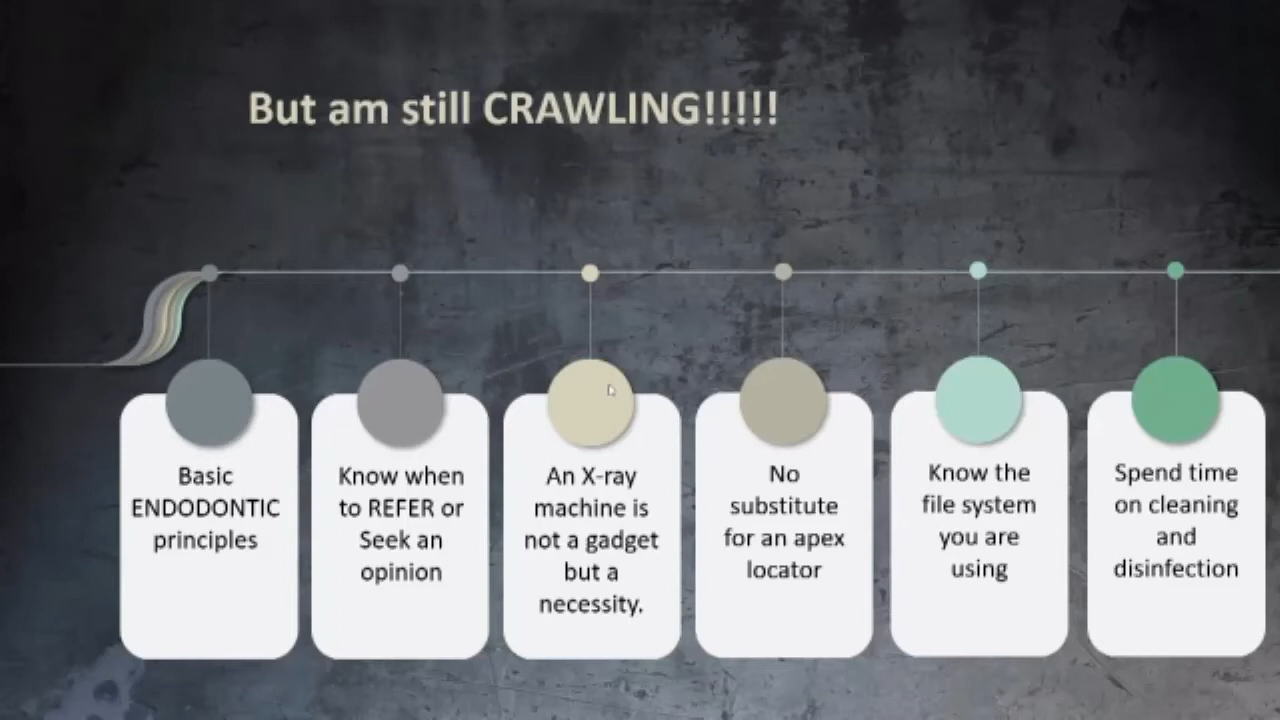 But am still CRAWLING!!!!!
Basic
ENDODONTIC
principles
Know when
to REFER or
Seek an
opinion
An X-ray
machine is
not a gadget
but a
necessity.
No
substitute
for an apex
locator
Know the
file system
you are
using
Spend time
on cleaning
and
disinfection